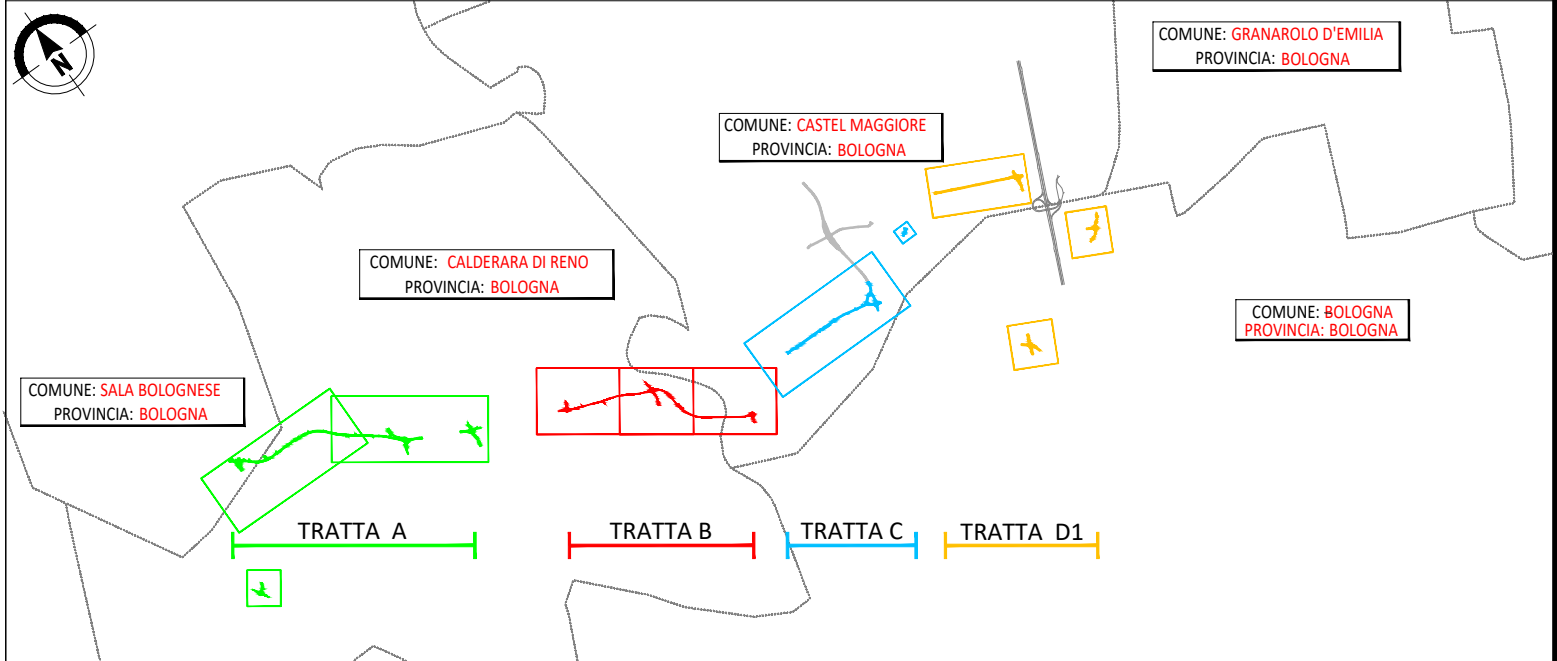 N
COMUNE: GRANAROLO D'EMILIA
PROVINCIA: BOLOGNA
COMUNE: CASTEL MAGGIORE
PROVINCIA: BOLOGNA
COMUNE: CALDERARA DI RENO
PROVINCIA: BOLOGNA
COMUNE: BOLOGNA
PROVINCIA: BOLOGNA
COMUNE: SALA BOLOGNESE
PROVINCIA: BOLOGNA
TRATTA A
TRATTA B
TRATTA C
TRATTA D1